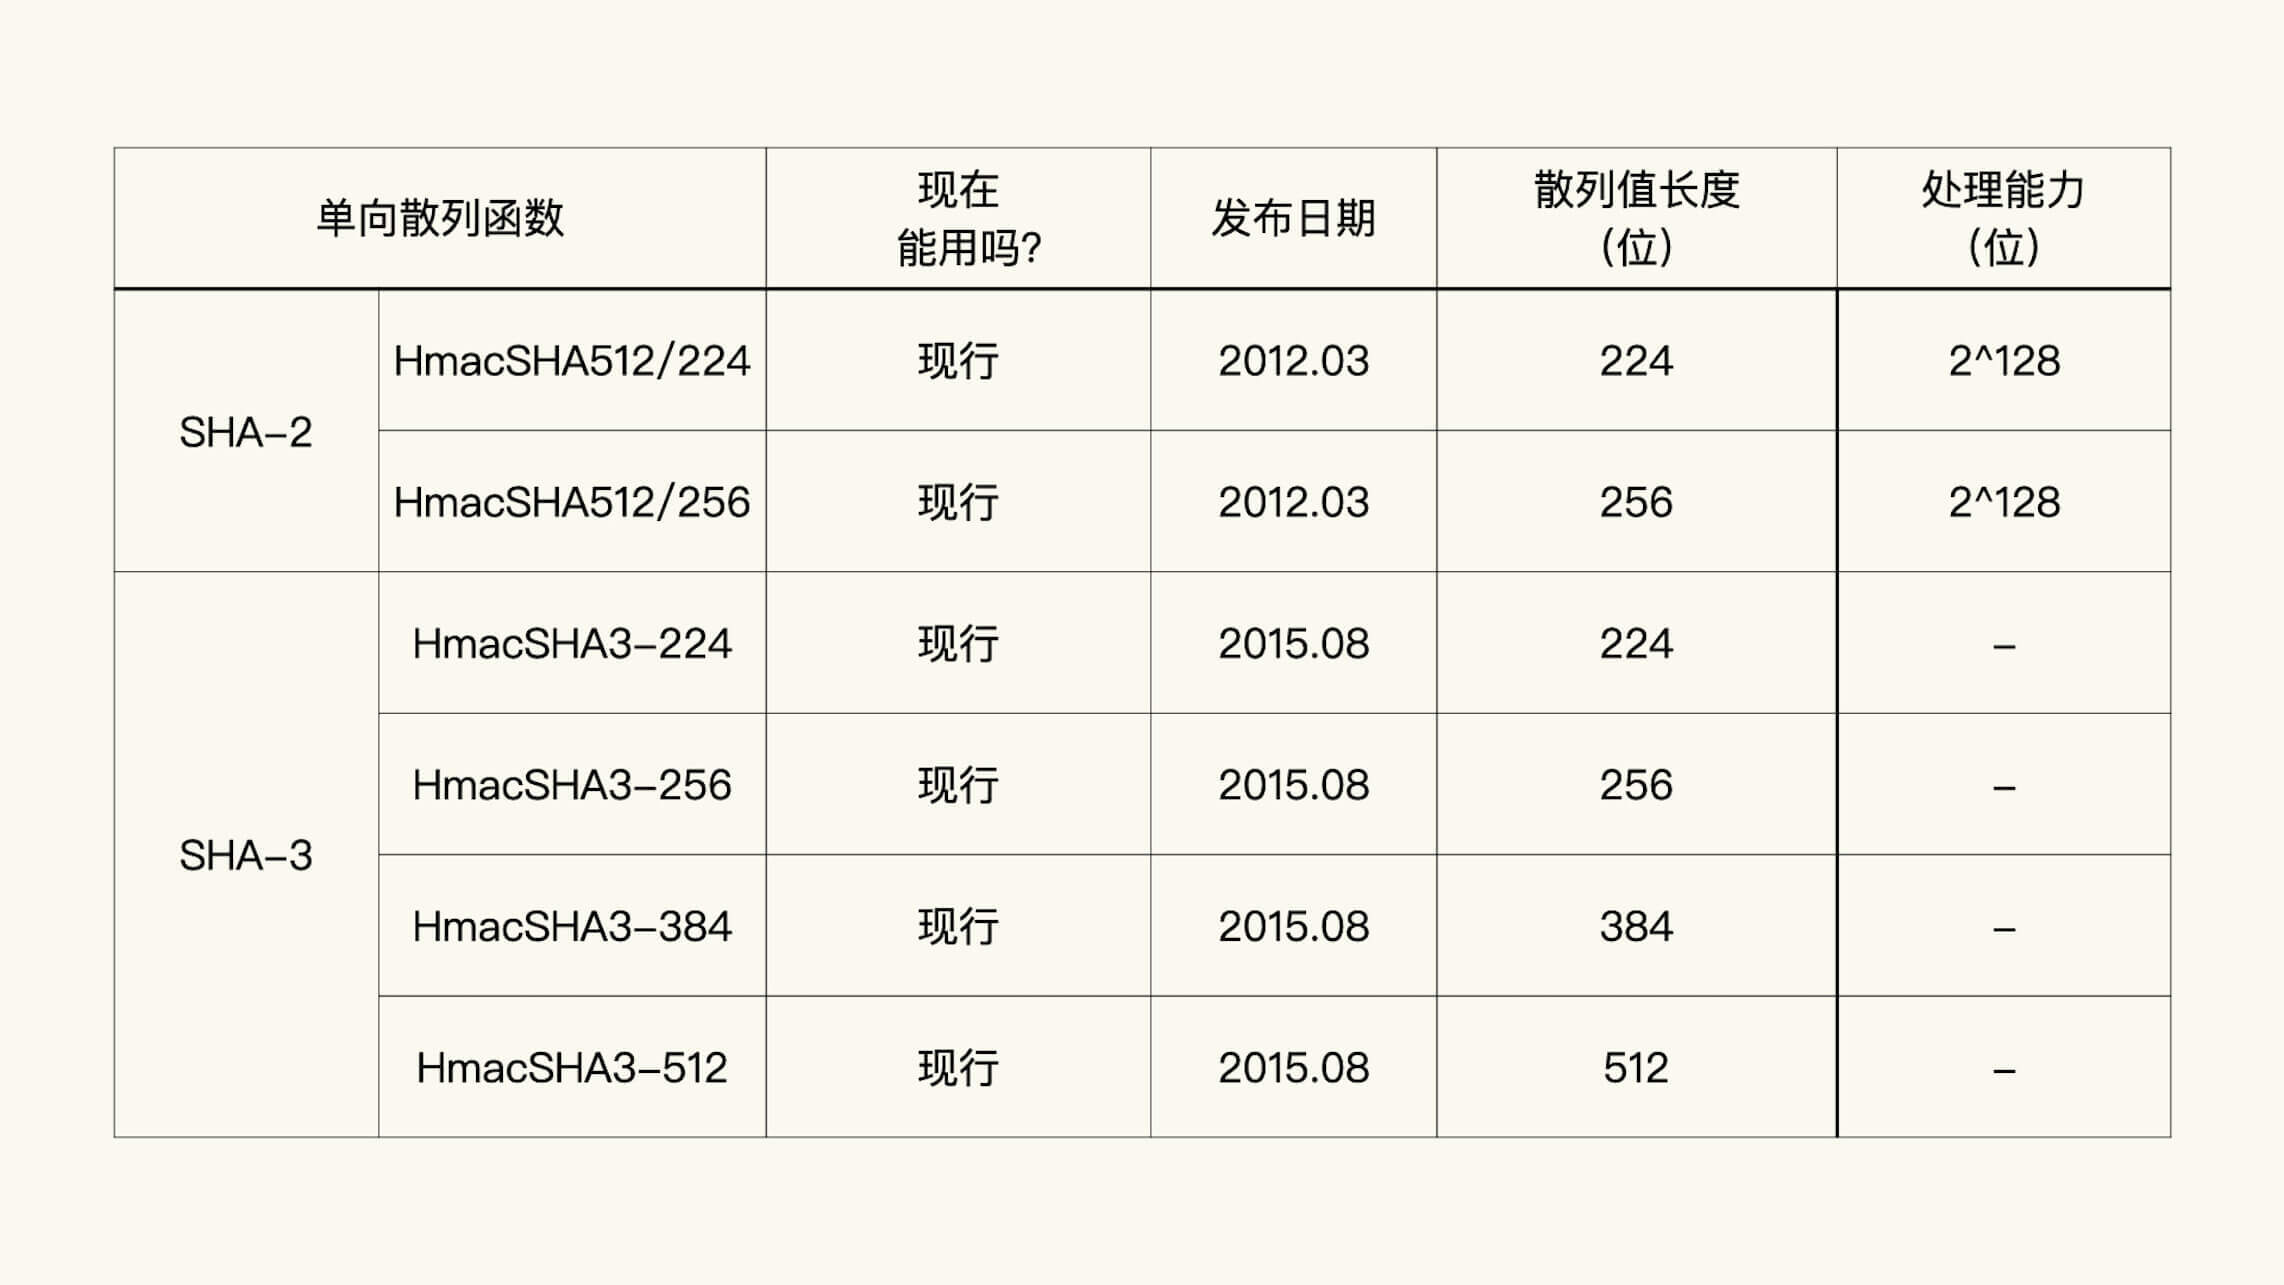 单向散列函数
现在
能用吗？
发布日期
散列值长度
（位）
处理能力
（位）
SHA-2
HmacSHA512/224
现行
2012.03
224
2^128
HmacSHA512/256
现行
2012.03
256
2^128
SHA-3
HmacSHA3-224
现行
2015.08
224
-
HmacSHA3-256
现行
2015.08
256
-
HmacSHA3-384
现行
2015.08
384
-
HmacSHA3-512
现行
2015.08
512
-